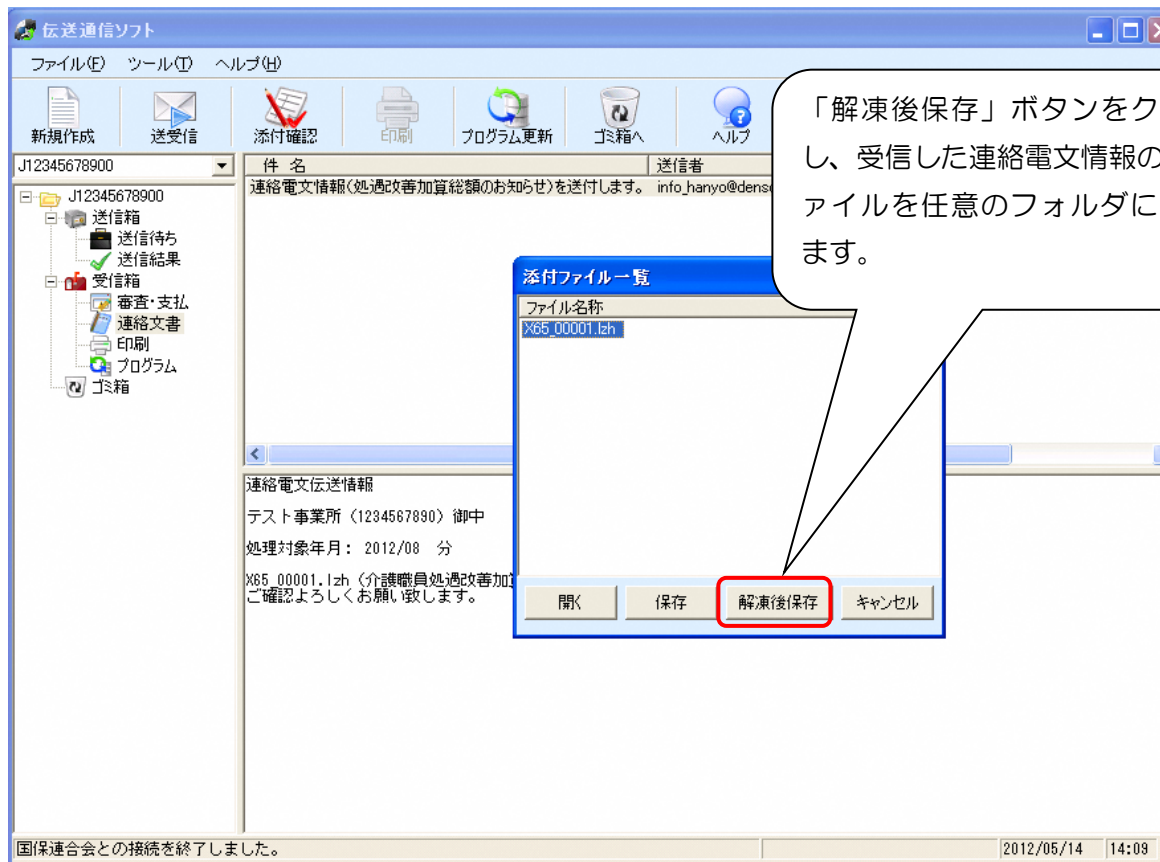 伝送通信ソフト
ファイル(F) ツール(T) ヘルプ(H)
新規作成 送受信 添付確認 印刷 プログラム更新 ゴミ箱へ ヘルプ
「解凍後保存」ボタンをク
し、受信した連絡電文情報の
ァイルを任意のフォルダに
ます。
J12345678900
件 名 送信者
連絡電文情報(処遇改善加算総額のお知らせ)を送付します。 info_hanyo@dens
J12345678900
送信箱
送信待ち
送信結果
受信箱
審査・支払
連絡文書
印刷
プログラム
ゴミ箱
添付ファイル一覧
ファイル名称
X65_00001.lzh
開く 保存 解凍後保存 キャンセル
連絡電文伝送情報
テスト事業所（1234567890）御中
処理対象年月： 2012/08 分
X65_00001.lzh（介護職員処遇改善加
ご確認よろしくお願い致します。
国保連合会との接続を終了しました。 2012/05/14 14:09